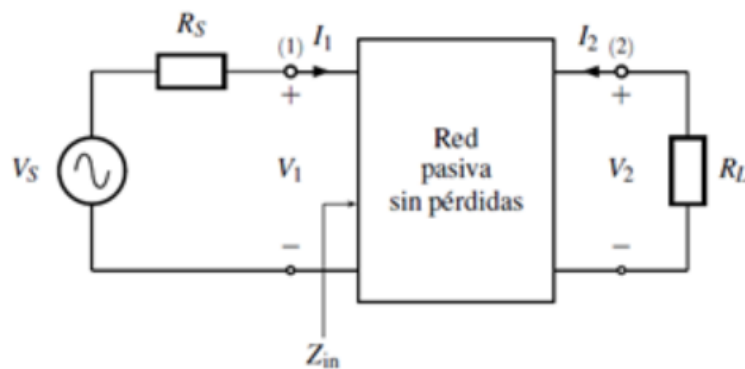 R_S
(1) I_1
I_2 (2)
+
+
V_S
V_1
Red
pasiva
sin pérdidas
V_2
R_L
−
−
Z_in